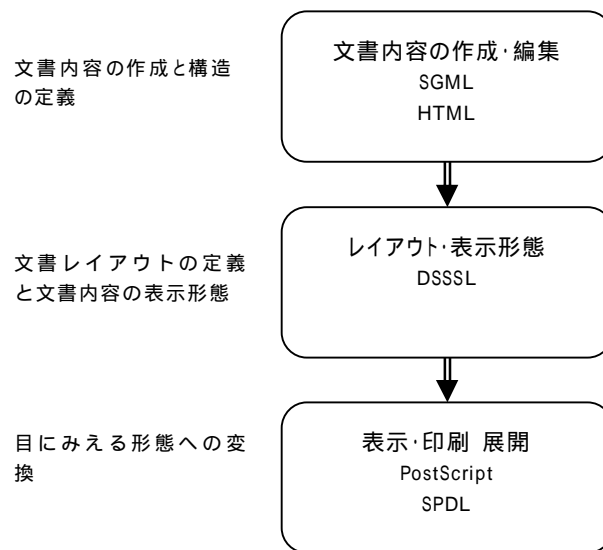 文書内容の作成と構造
の定義
文書内容の作成･編集
SGML
HTML
文書レイアウトの定義
と文書内容の表示形態
レイアウト･表示形態
DSSSL
目にみえる形態への変
換
表示･印刷 展開
PostScript
SPDL